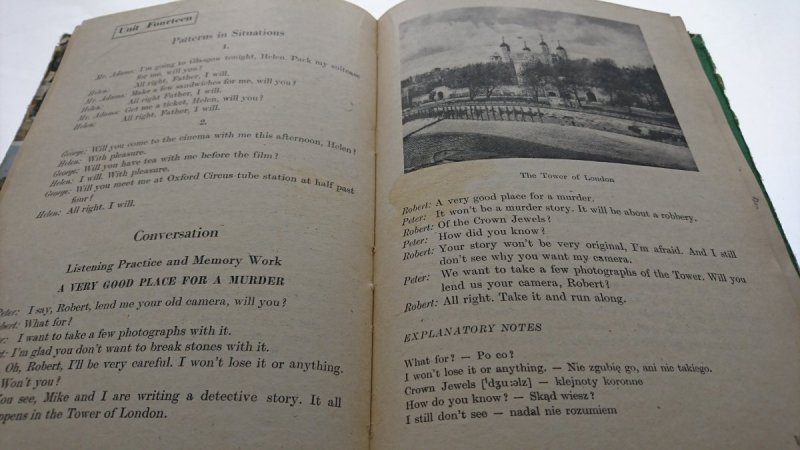 Unit Fourteen
Patterns in Situations
1.
Mr. Adams: I'm going to Glasgow tonight, Helen. Pack my suitcase
for me, will you?
Helen: All right, Father, I will.
Mr. Adams: Make a few sandwiches for me, will you?
Helen: All right Father, I will.
Mr. Adams: Get me a ticket, Helen, will you?
Helen: All right, Father, I will.
2.
George: Will you come to the cinema with me this afternoon, Helen?
Helen: With pleasure.
George: Will you have tea with me before the film?
Helen: I will. With pleasure.
George: Will you meet me at Oxford Circus tube station at half past
four?
Helen: All right. I will.
Conversation
Listening Practice and Memory Work
A VERY GOOD PLACE FOR A MURDER
Peter: I say, Robert, lend me your old camera, will you?
bert: What for?
er: I want to take a few photographs with it.
rt: I'm glad you don't want to break stones with it.
Oh, Robert, I'll be very careful. I won't lose it or anything.
Won't you?
You see, Mike and I are writing a detective story. It all
ppens in the Tower of London.
The Tower of London
Robert: A very good place for a murder.
Peter: It won't be a murder story. It will be about a robbery.
Robert: Of the Crown Jewels?
Peter: How did you know?
Robert: Your story won't be very original, I'm afraid. And I still
don't see why you want my camera.
Peter: We want to take a few photographs of the Tower. Will you
lend us your camera, Robert?
Robert: All right. Take it and run along.
EXPLANATORY NOTES
What for? — Po co?
I won't lose it or anything. — Nie zgubię go, ani nic takiego.
Crown Jewels ['dʒu:əlz] — klejnoty koronne
How do you know? — Skąd wiesz?
I still don't see — nadal nie rozumiem